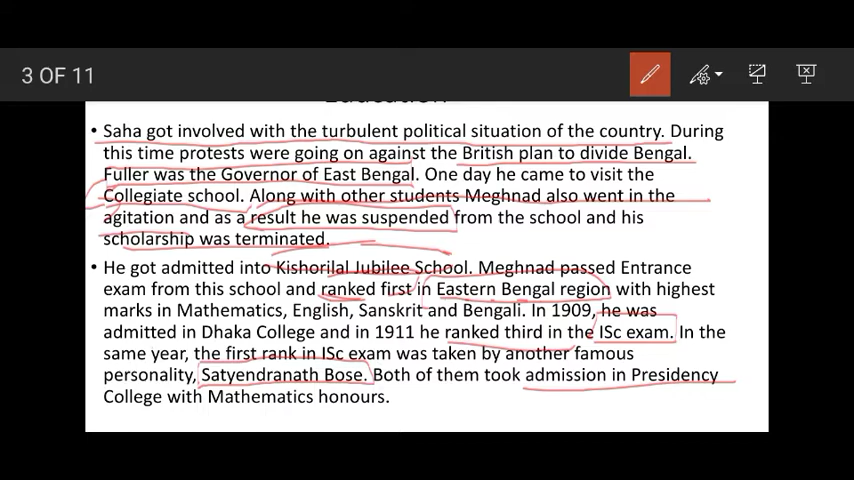 3 OF 11
Education
• Saha got involved with the turbulent political situation of the country. During
this time protests were going on against the British plan to divide Bengal.
Fuller was the Governor of East Bengal. One day he came to visit the
Collegiate school. Along with other students Meghnad also went in the
agitation and as a result he was suspended from the school and his
scholarship was terminated.
• He got admitted into Kishorilal Jubilee School. Meghnad passed Entrance
exam from this school and ranked first in Eastern Bengal region with highest
marks in Mathematics, English, Sanskrit and Bengali. In 1909, he was
admitted in Dhaka College and in 1911 he ranked third in the ISc exam. In the
same year, the first rank in ISc exam was taken by another famous
personality, Satyendranath Bose. Both of them took admission in Presidency
College with Mathematics honours.